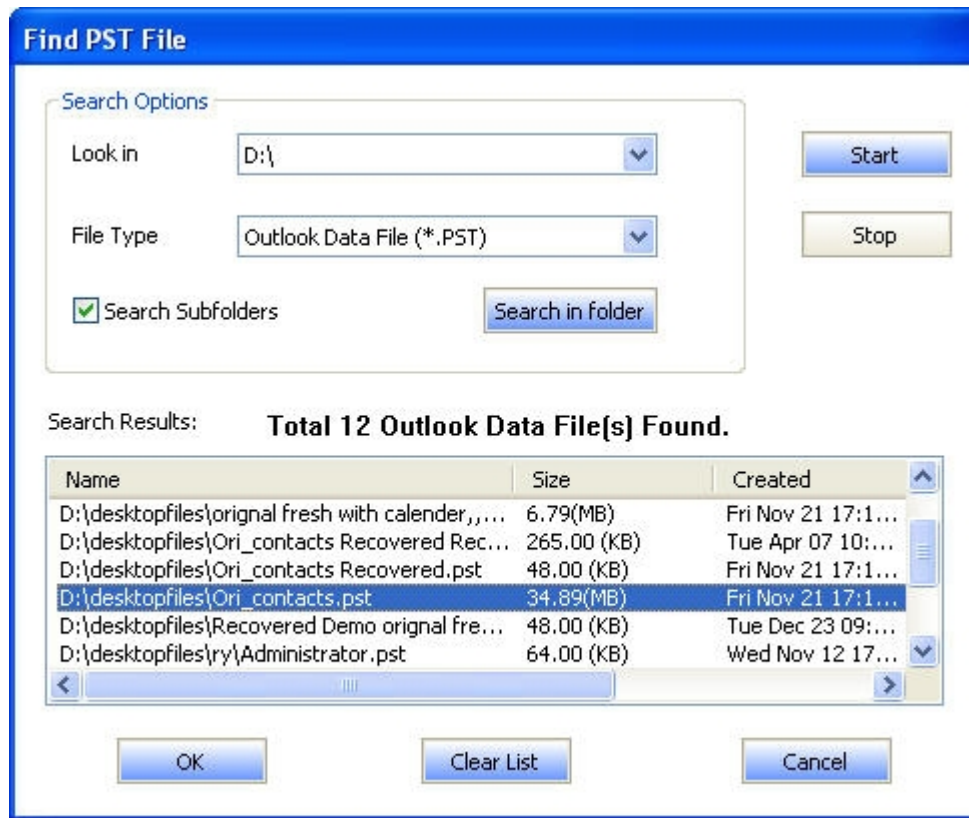 Find PST File
Search Options
Look in D:\ Start
File Type Outlook Data File (*.PST) Stop
Search Subfolders Search in folder
Search Results: Total 12 Outlook Data File(s) Found.
Name Size Created
D:\desktopfiles\orignal fresh with calender,,... 6.79(MB) Fri Nov 21 17:1...
D:\desktopfiles\Ori_contacts Recovered Rec... 265.00 (KB) Tue Apr 07 10:...
D:\desktopfiles\Ori_contacts Recovered.pst 48.00 (KB) Fri Nov 21 17:1...
D:\desktopfiles\Ori_contacts.pst 34.89(MB) Fri Nov 21 17:1...
D:\desktopfiles\Recovered Demo orignal fre... 48.00 (KB) Tue Dec 23 09:...
D:\desktopfiles\ry\Administrator.pst 64.00 (KB) Wed Nov 12 17...
OK Clear List Cancel